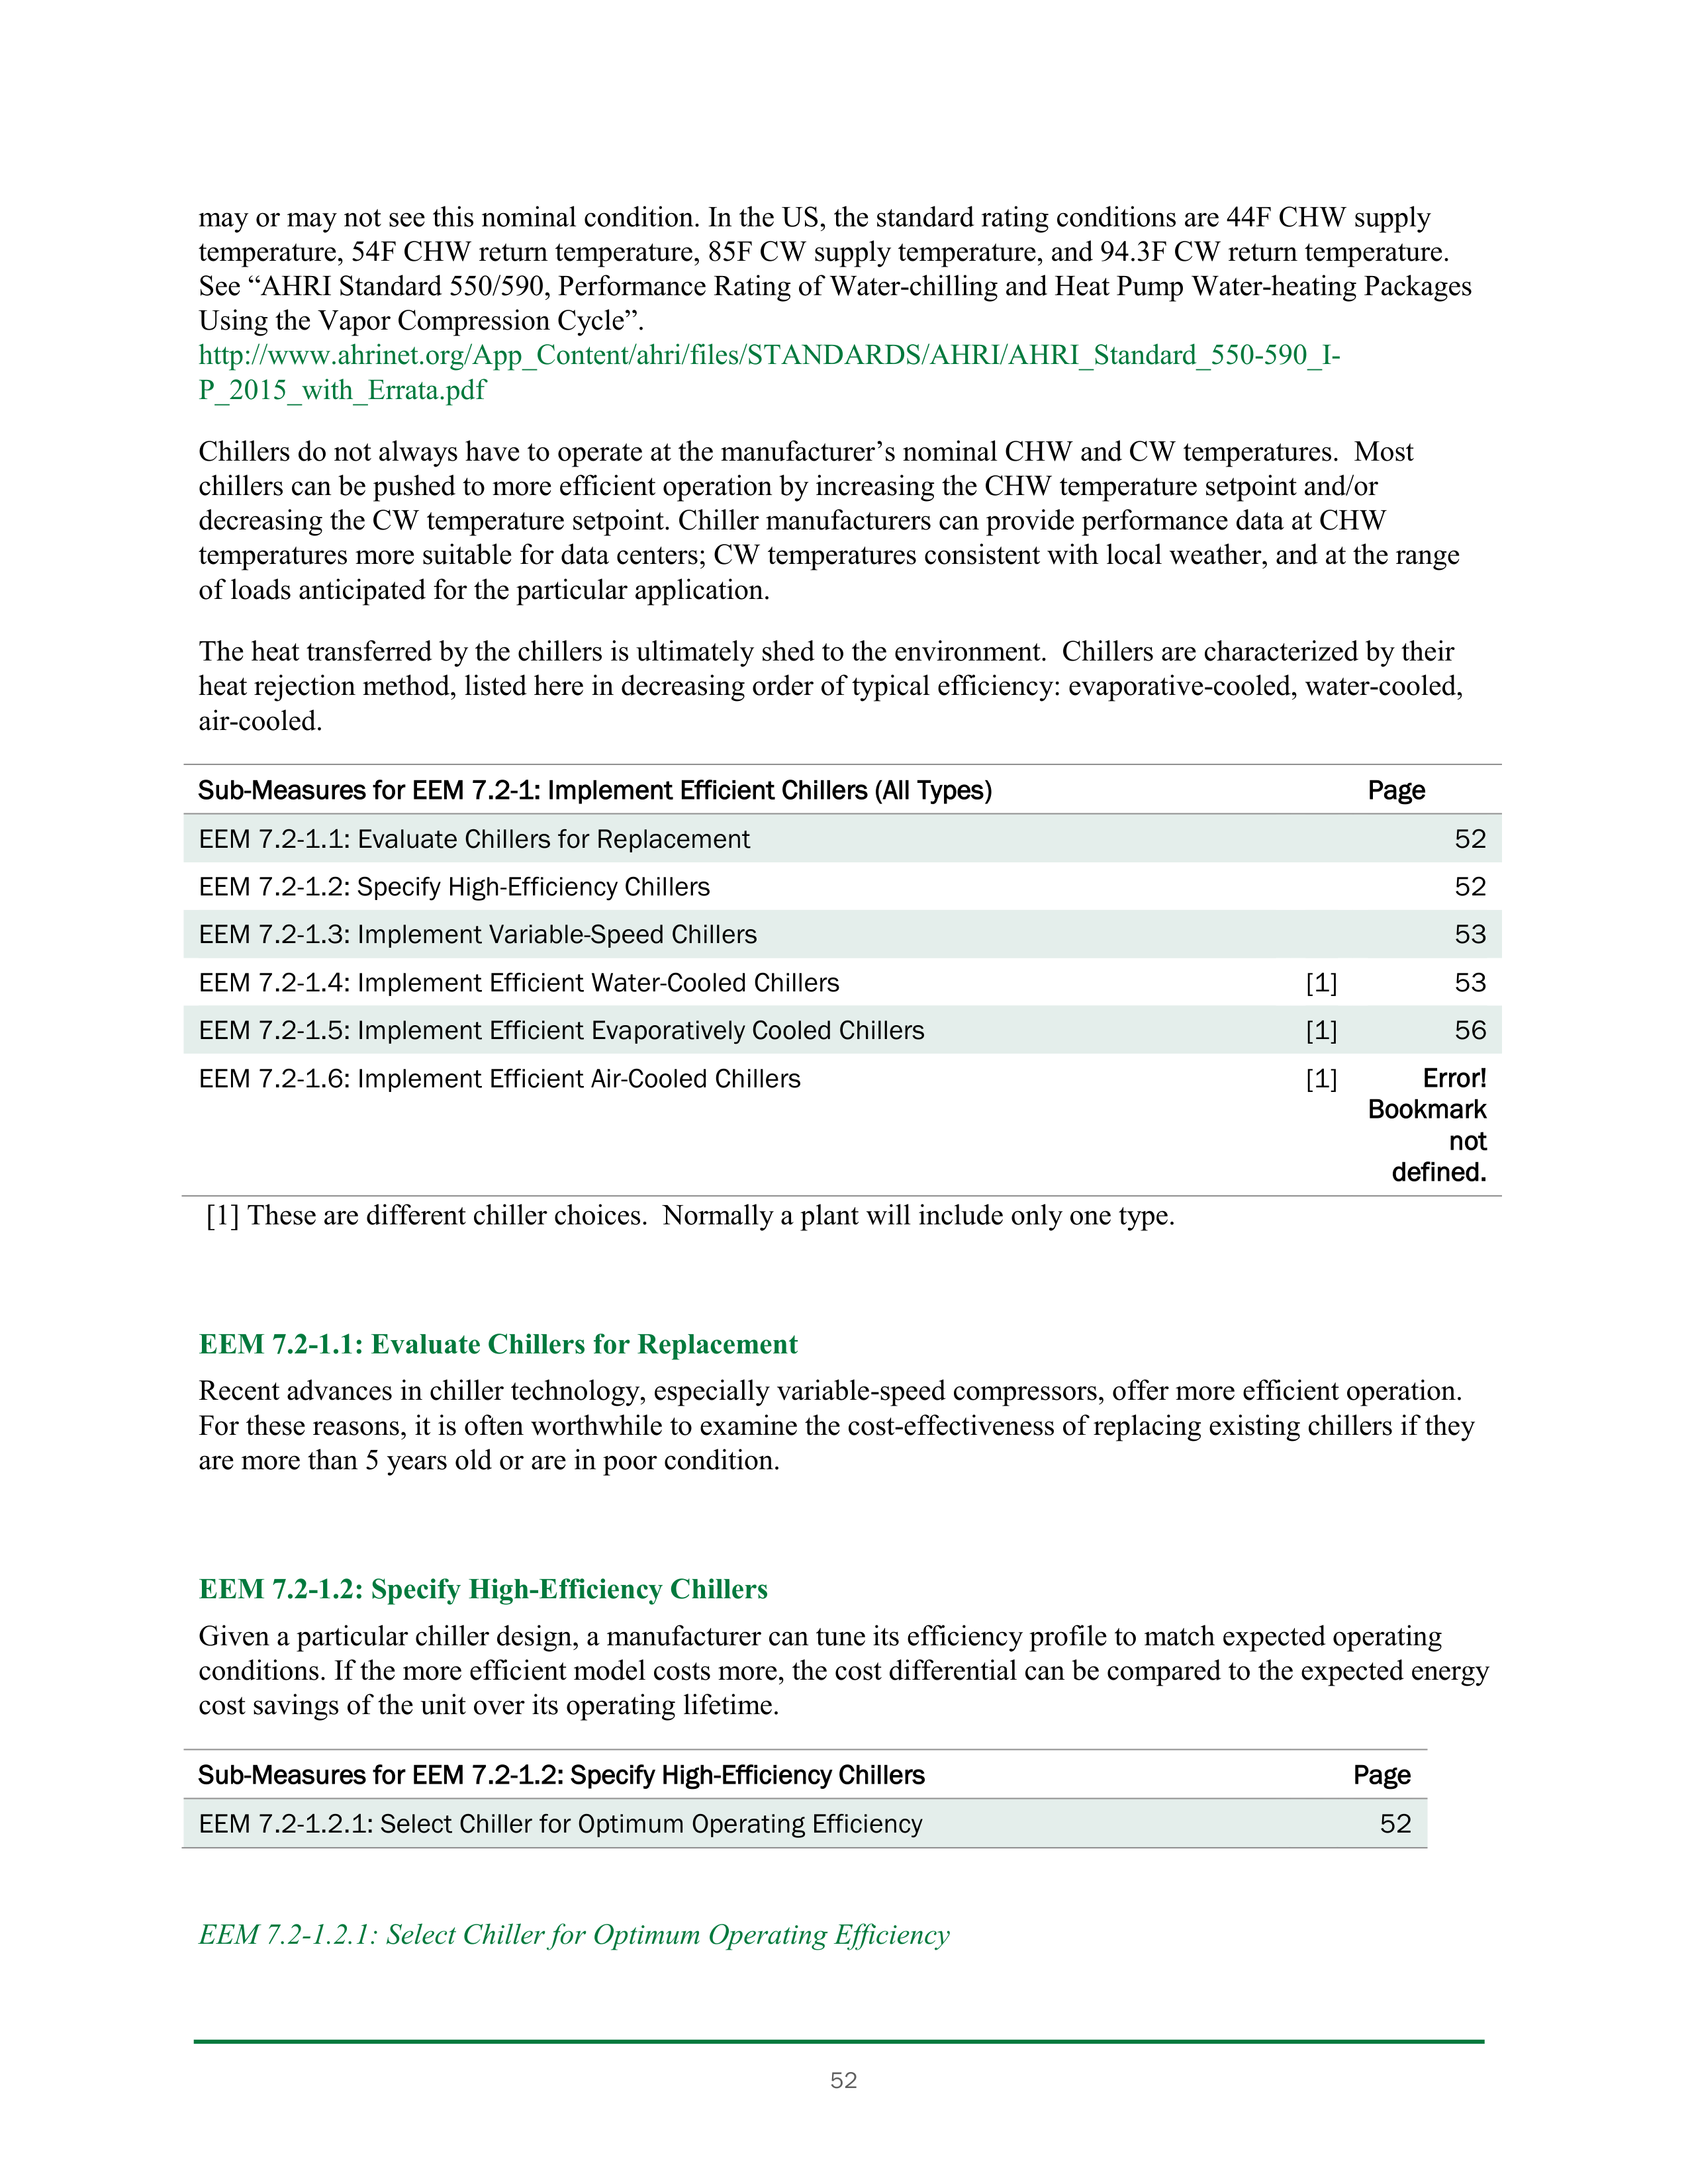 may or may not see this nominal condition. In the US, the standard rating conditions are 44F CHW supply
temperature, 54F CHW return temperature, 85F CW supply temperature, and 94.3F CW return temperature.
See “AHRI Standard 550/590, Performance Rating of Water-chilling and Heat Pump Water-heating Packages
Using the Vapor Compression Cycle”.
http://www.ahrinet.org/App_Content/ahri/files/STANDARDS/AHRI/AHRI_Standard_550-590_I-
P_2015_with_Errata.pdf
Chillers do not always have to operate at the manufacturer’s nominal CHW and CW temperatures.  Most
chillers can be pushed to more efficient operation by increasing the CHW temperature setpoint and/or
decreasing the CW temperature setpoint. Chiller manufacturers can provide performance data at CHW
temperatures more suitable for data centers; CW temperatures consistent with local weather, and at the range
of loads anticipated for the particular application.
The heat transferred by the chillers is ultimately shed to the environment.  Chillers are characterized by their
heat rejection method, listed here in decreasing order of typical efficiency: evaporative-cooled, water-cooled,
air-cooled.
Sub-Measures for EEM 7.2-1: Implement Efficient Chillers (All Types) Page
EEM 7.2-1.1: Evaluate Chillers for Replacement 52
EEM 7.2-1.2: Specify High-Efficiency Chillers 52
EEM 7.2-1.3: Implement Variable-Speed Chillers 53
EEM 7.2-1.4: Implement Efficient Water-Cooled Chillers [1] 53
EEM 7.2-1.5: Implement Efficient Evaporatively Cooled Chillers [1] 56
EEM 7.2-1.6: Implement Efficient Air-Cooled Chillers [1] Error!
Bookmark
not
defined.
[1] These are different chiller choices.  Normally a plant will include only one type.
EEM 7.2-1.1: Evaluate Chillers for Replacement
Recent advances in chiller technology, especially variable-speed compressors, offer more efficient operation.
For these reasons, it is often worthwhile to examine the cost-effectiveness of replacing existing chillers if they
are more than 5 years old or are in poor condition.
EEM 7.2-1.2: Specify High-Efficiency Chillers
Given a particular chiller design, a manufacturer can tune its efficiency profile to match expected operating
conditions. If the more efficient model costs more, the cost differential can be compared to the expected energy
cost savings of the unit over its operating lifetime.
Sub-Measures for EEM 7.2-1.2: Specify High-Efficiency Chillers Page
EEM 7.2-1.2.1: Select Chiller for Optimum Operating Efficiency 52
EEM 7.2-1.2.1: Select Chiller for Optimum Operating Efficiency
52